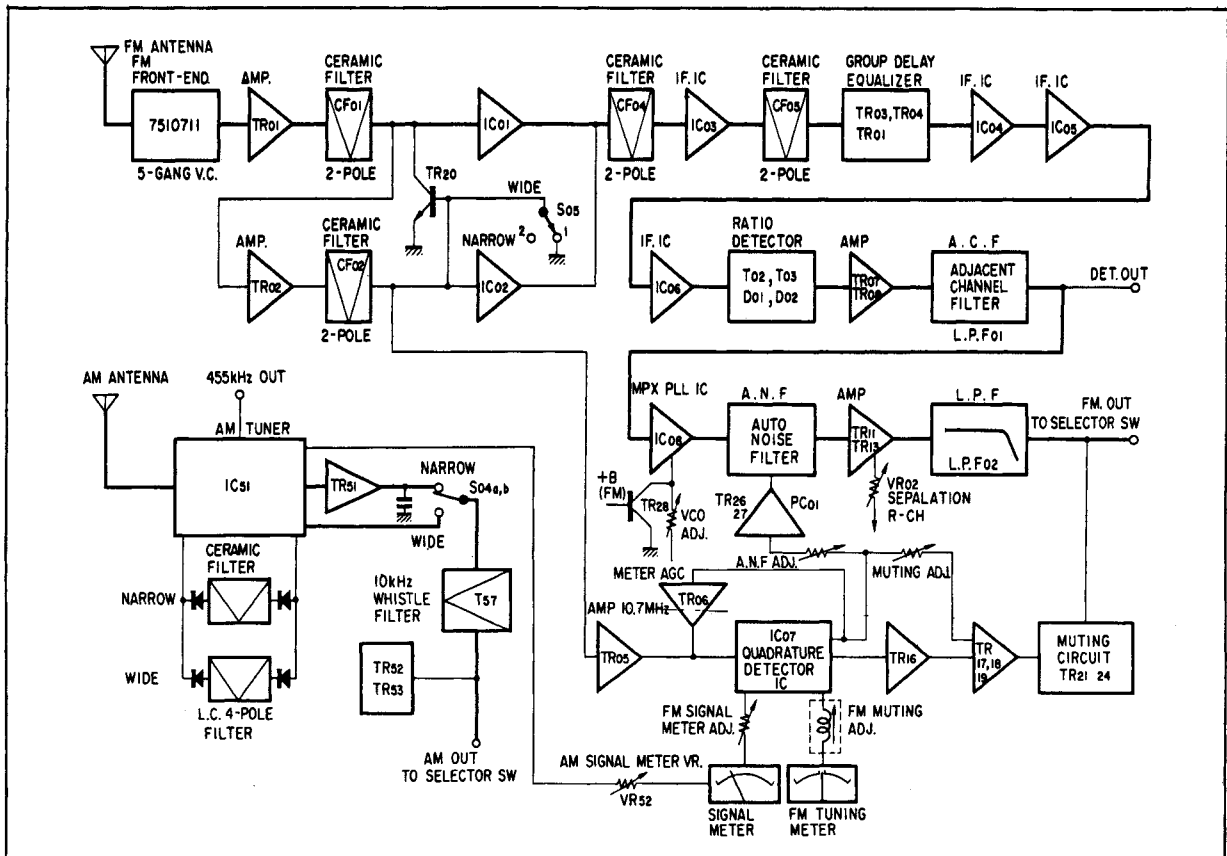 FM ANTENNA
FM
FRONT-END.
7510711
5-GANG V.C.
AMP.
TR01
CERAMIC
FILTER
CF01
2-POLE
IC01
CERAMIC
FILTER
CF04
2-POLE
IF. IC
IC03
CERAMIC
FILTER
CF05
2-POLE
GROUP DELAY
EQUALIZER
TR03, TR04
TR01
IF. IC
IC04
IF. IC
IC05
TR20
WIDE
S05
2
1
AMP.
TR02
CERAMIC
FILTER
CF02
2-POLE
NARROW
IC02
IF. IC
IC06
RATIO
DETECTOR
T02, T03
D01, D02
AMP
TR07
TR08
A. C. F
ADJACENT
CHANNEL
FILTER
L.P.F01
DET. OUT
AM ANTENNA
455kHz OUT
AM TUNER
IC51
TR51
NARROW
S04a,b
WIDE
CERAMIC
FILTER
NARROW
WIDE
L.C. 4-POLE
FILTER
10kHz
WHISTLE
FILTER
T57
TR52
TR53
AM OUT
TO SELECTOR SW
MPX PLL IC
IC08
A. N. F
AUTO
NOISE
FILTER
AMP
TR11
TR13
L. P. F
L.P.F02
FM. OUT
TO SELECTOR SW
+B
(FM)
TR28
VCO
ADJ.
TR26
27
PC01
VR02
SEPALATION
R-CH
METER AGC
A.N.F ADJ.
MUTING ADJ.
TR06
AMP 10.7MHz
TR05
IC07
QUADRATURE
DETECTOR
IC
TR16
TR
17,18
19
MUTING
CIRCUIT
TR21 24
FM SIGNAL
METER ADJ.
FM MUTING
ADJ.
AM SIGNAL METER VR.
VR52
SIGNAL
METER
FM TUNING
METER